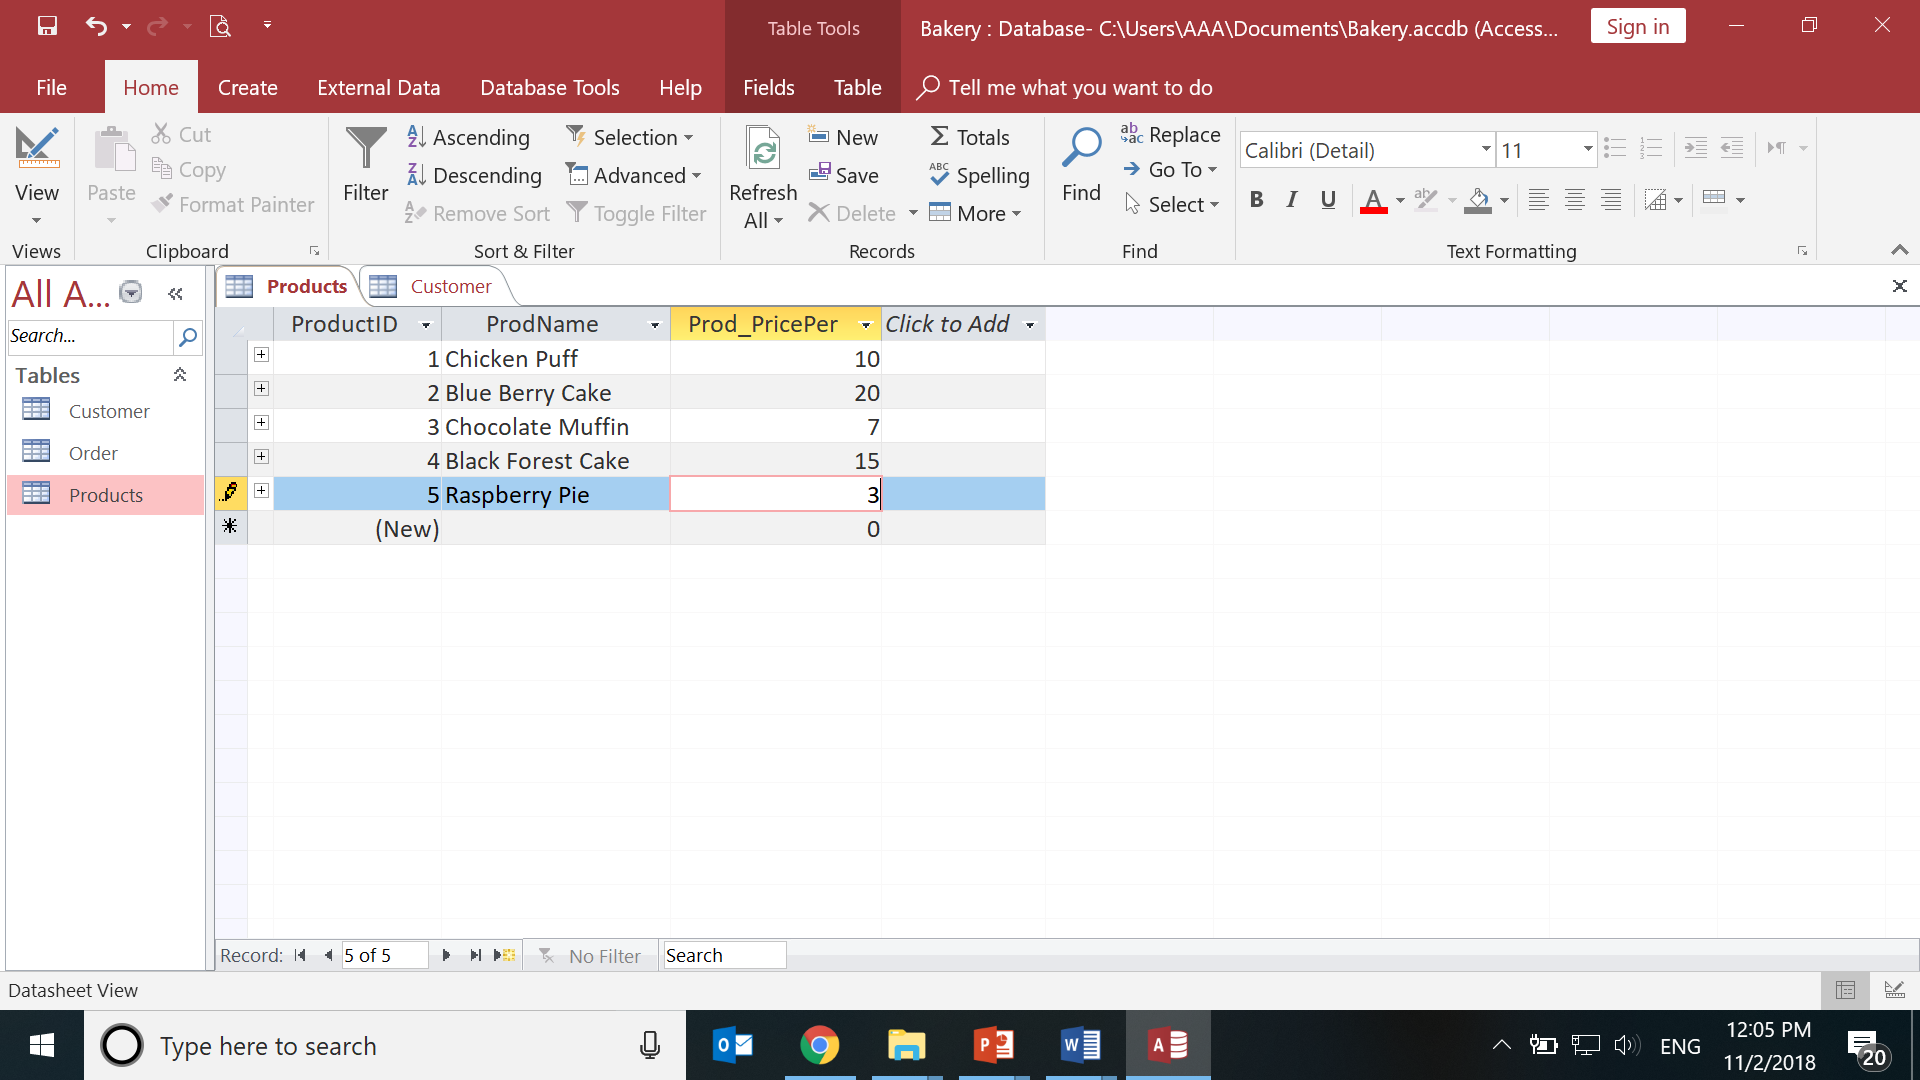 Table Tools
Bakery : Database- C:\Users\AAA\Documents\Bakery.accdb (Access...
Sign in
File Home Create External Data Database Tools Help Fields Table Tell me what you want to do
View
Views
Paste
Cut
Copy
Format Painter
Clipboard
Filter
Ascending
Descending
Remove Sort
Selection
Advanced
Toggle Filter
Sort & Filter
Refresh
All
New
Save
Delete
Totals
Spelling
More
Records
Find
Replace
Go To
Select
Find
Calibri (Detail) 11
B I U A
Text Formatting
All A...
Search...
Tables
Customer
Order
Products
Products Customer
ProductID ProdName Prod_PricePer Click to Add
1 Chicken Puff 10
2 Blue Berry Cake 20
3 Chocolate Muffin 7
4 Black Forest Cake 15
5 Raspberry Pie 3
(New) 0
Record: 5 of 5 No Filter Search
Datasheet View
Type here to search
ENG
12:05 PM
11/2/2018
20